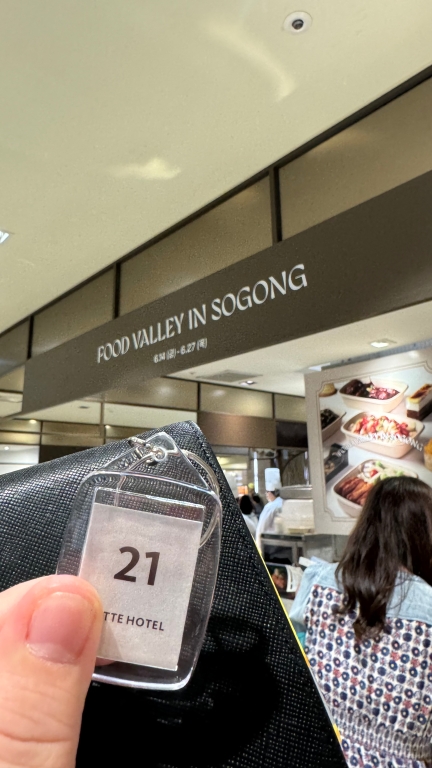 FOOD VALLEY IN SOGONG
6.14 (금) - 6.27 (목)
21
TTE HOTEL